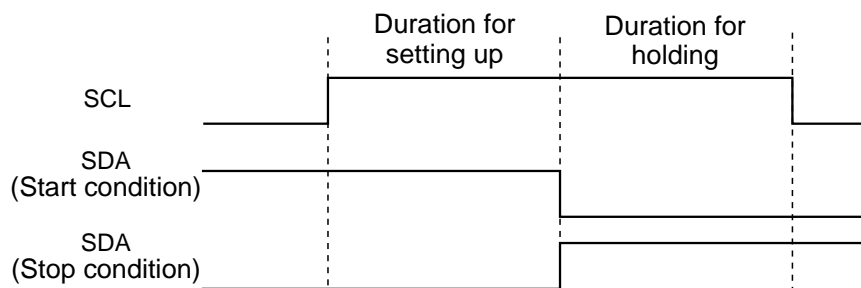 Duration for
setting up
Duration for
holding
SCL
SDA
(Start condition)
SDA
(Stop condition)